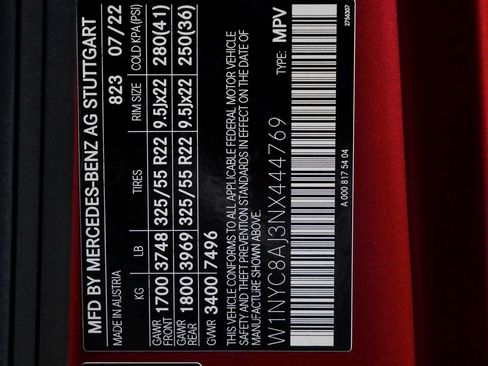 MFD BY MERCEDES-BENZ AG STUTTGART
MADE IN AUSTRIA 823 07/22
KG LB TIRES RIM SIZE COLD KPA(PSI)
GAWR FRONT 1700 3748 325/55 R22 9.5Jx22 280(41)
GAWR REAR 1800 3969 325/55 R22 9.5Jx22 250(36)
GVWR 3400 7496
THIS VEHICLE CONFORMS TO ALL APPLICABLE FEDERAL MOTOR VEHICLE
SAFETY AND THEFT PREVENTION STANDARDS IN EFFECT ON THE DATE OF
MANUFACTURE SHOWN ABOVE.
W1NYC8AJ3NX444769 TYPE: MPV
A 000 817 54 04
2756307